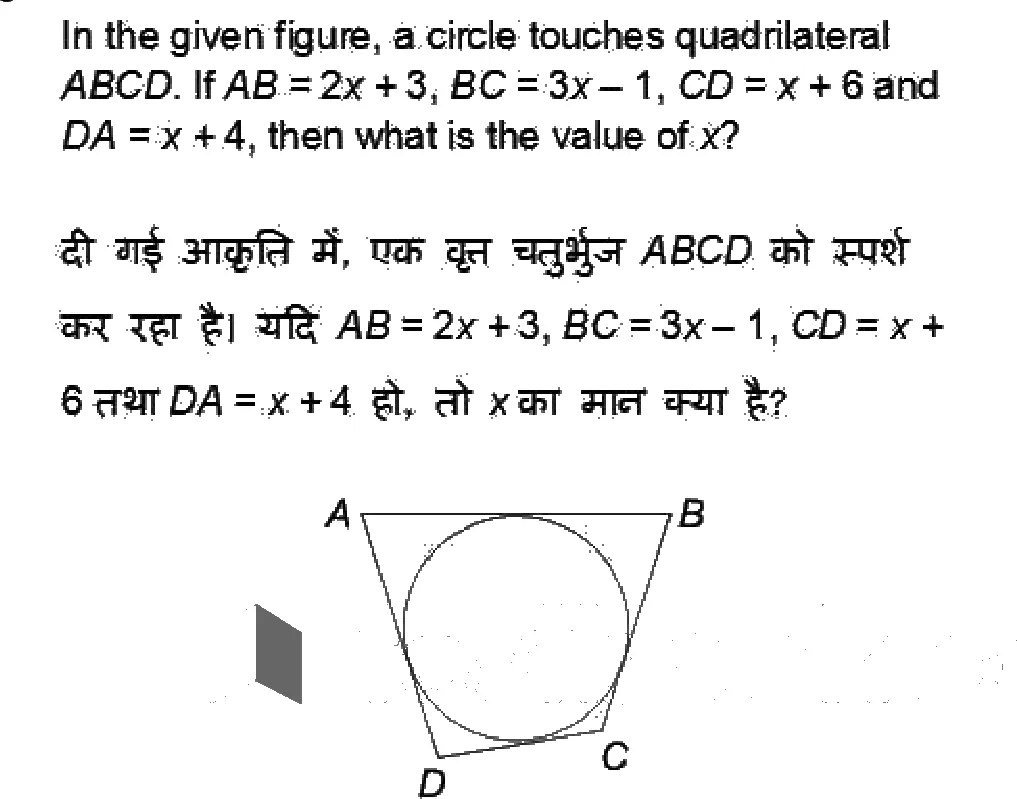 In the given figure, a circle touches quadrilateral
ABCD. If AB = 2x + 3, BC = 3x – 1, CD = x + 6 and
DA = x + 4, then what is the value of x?
दी गई आकृति में, एक वृत्त चतुर्भुज ABCD को स्पर्श
कर रहा है। यदि AB = 2x + 3, BC = 3x – 1, CD = x +
6 तथा DA = x + 4 हो, तो x का मान क्या है?
A
B
C
D